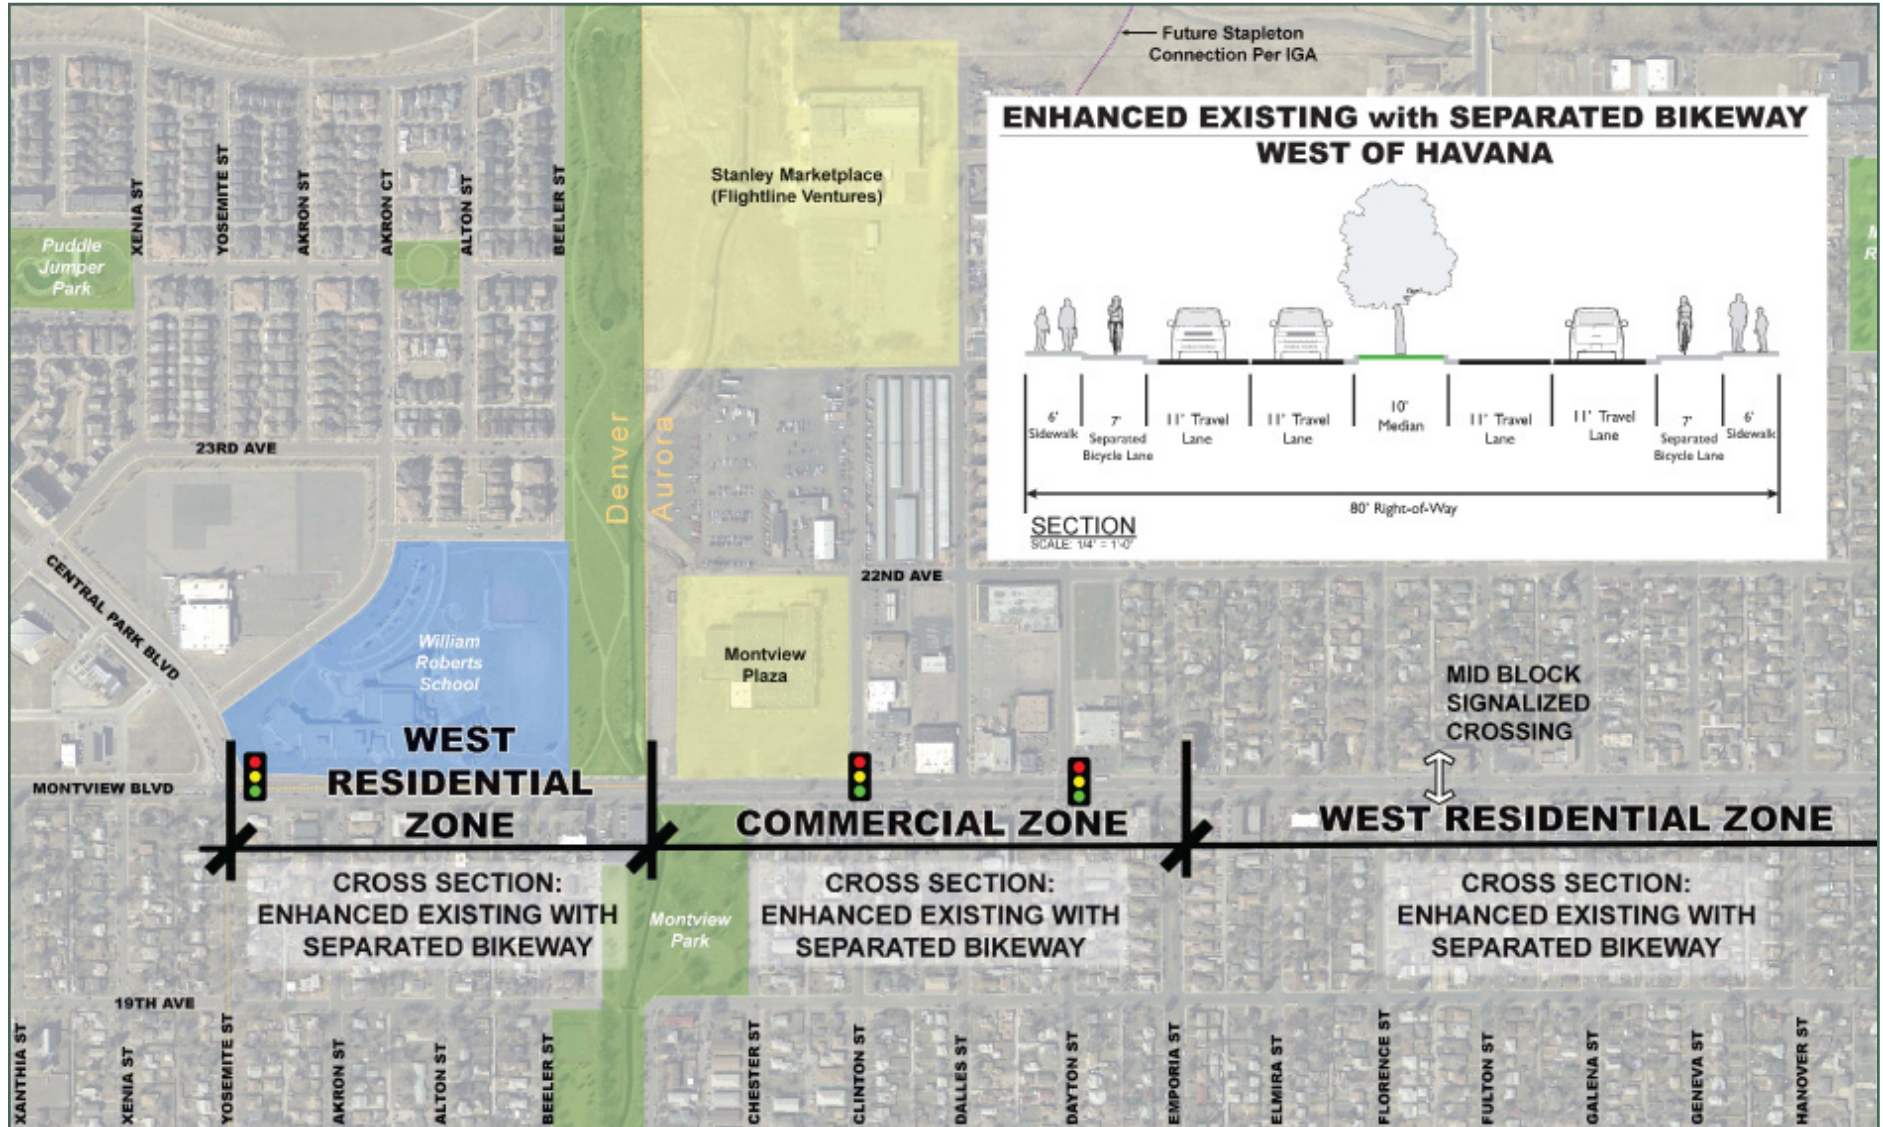 Future Stapleton
Connection Per IGA
ENHANCED EXISTING with SEPARATED BIKEWAY
WEST OF HAVANA
Stanley Marketplace
(Flightline Ventures)
XENIA ST
YOSEMITE ST
AKRON ST
AKRON CT
ALTON ST
BEELER ST
Puddle
Jumper
Park
6'
Sidewalk
7'
Separated
Bicycle Lane
11' Travel
Lane
11' Travel
Lane
10'
Median
11' Travel
Lane
11' Travel
Lane
7'
Separated
Bicycle Lane
6'
Sidewalk
80' Right-of-Way
SECTION
SCALE: 1/4" = 1'-0"
23RD AVE
Denver
Aurora
22ND AVE
CENTRAL PARK BLVD
William
Roberts
School
Montview
Plaza
MID BLOCK
SIGNALIZED
CROSSING
MONTVIEW BLVD
WEST
RESIDENTIAL
ZONE
COMMERCIAL ZONE
WEST RESIDENTIAL ZONE
CROSS SECTION:
ENHANCED EXISTING WITH
SEPARATED BIKEWAY
Montview
Park
CROSS SECTION:
ENHANCED EXISTING WITH
SEPARATED BIKEWAY
CROSS SECTION:
ENHANCED EXISTING WITH
SEPARATED BIKEWAY
19TH AVE
XANTHIA ST
XENIA ST
YOSEMITE ST
AKRON ST
ALTON ST
BEELER ST
CHESTER ST
CLINTON ST
DALLES ST
DAYTON ST
EMPORIA ST
ELMIRA ST
FLORENCE ST
FULTON ST
GALENA ST
GENEVA ST
HANOVER ST